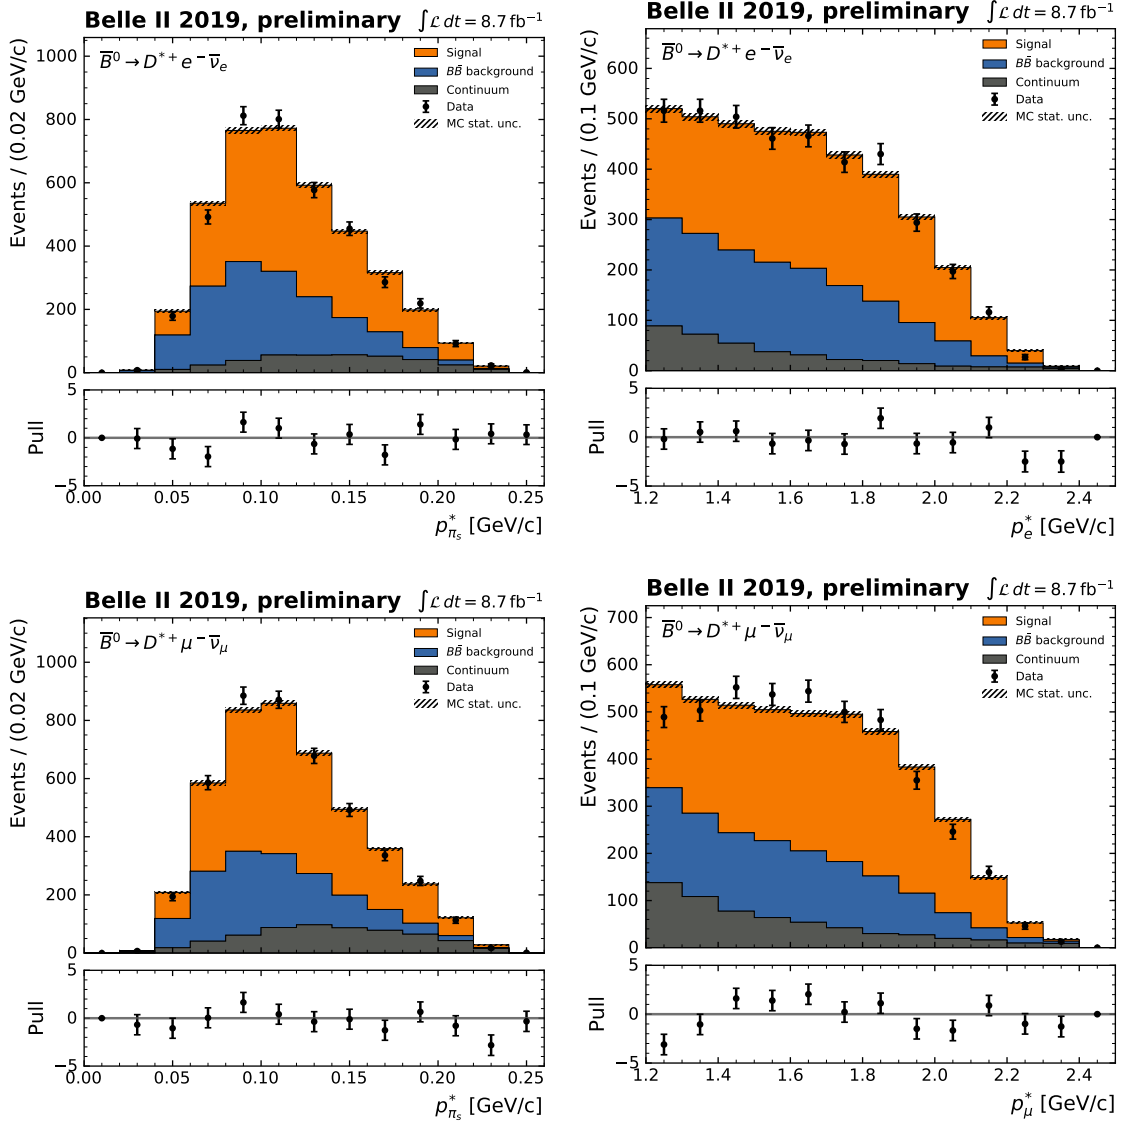 Belle II 2019, preliminary ∫ℒ dt = 8.7 fb⁻¹
B̅⁰ → D*⁺ e⁻ ν̅ₑ
Signal
BB̅ background
Continuum
Data
MC stat. unc.
Events / (0.02 GeV/c)
1000
800
600
400
200
0
Pull
5
0
−5
0.00 0.05 0.10 0.15 0.20 0.25
p*_πₛ [GeV/c]
Belle II 2019, preliminary ∫ℒ dt = 8.7 fb⁻¹
B̅⁰ → D*⁺ e⁻ ν̅ₑ
Signal
BB̅ background
Continuum
Data
MC stat. unc.
Events / (0.1 GeV/c)
600
500
400
300
200
100
0
Pull
5
0
−5
1.2 1.4 1.6 1.8 2.0 2.2 2.4
p*_e [GeV/c]
Belle II 2019, preliminary ∫ℒ dt = 8.7 fb⁻¹
B̅⁰ → D*⁺ μ⁻ ν̅_μ
Signal
BB̅ background
Continuum
Data
MC stat. unc.
Events / (0.02 GeV/c)
1000
800
600
400
200
0
Pull
5
0
−5
0.00 0.05 0.10 0.15 0.20 0.25
p*_πₛ [GeV/c]
Belle II 2019, preliminary ∫ℒ dt = 8.7 fb⁻¹
B̅⁰ → D*⁺ μ⁻ ν̅_μ
Signal
BB̅ background
Continuum
Data
MC stat. unc.
Events / (0.1 GeV/c)
700
600
500
400
300
200
100
0
Pull
5
0
−5
1.2 1.4 1.6 1.8 2.0 2.2 2.4
p*_μ [GeV/c]